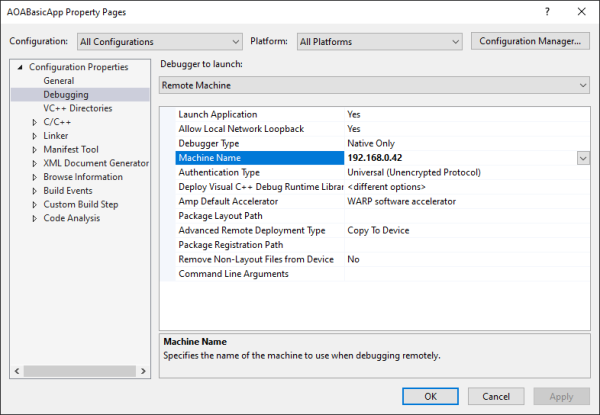 AOABasicApp Property Pages ? ×
Configuration: All Configurations Platform: All Platforms Configuration Manager...
Configuration Properties
General
Debugging
VC++ Directories
C/C++
Linker
Manifest Tool
XML Document Generator
Browse Information
Build Events
Custom Build Step
Code Analysis
Debugger to launch:
Remote Machine
Launch Application Yes
Allow Local Network Loopback Yes
Debugger Type Native Only
Machine Name 192.168.0.42
Authentication Type Universal (Unencrypted Protocol)
Deploy Visual C++ Debug Runtime Librar <different options>
Amp Default Accelerator WARP software accelerator
Package Layout Path
Advanced Remote Deployment Type Copy To Device
Package Registration Path
Remove Non-Layout Files from Device No
Command Line Arguments
Machine Name
Specifies the name of the machine to use when debugging remotely.
OK Cancel Apply